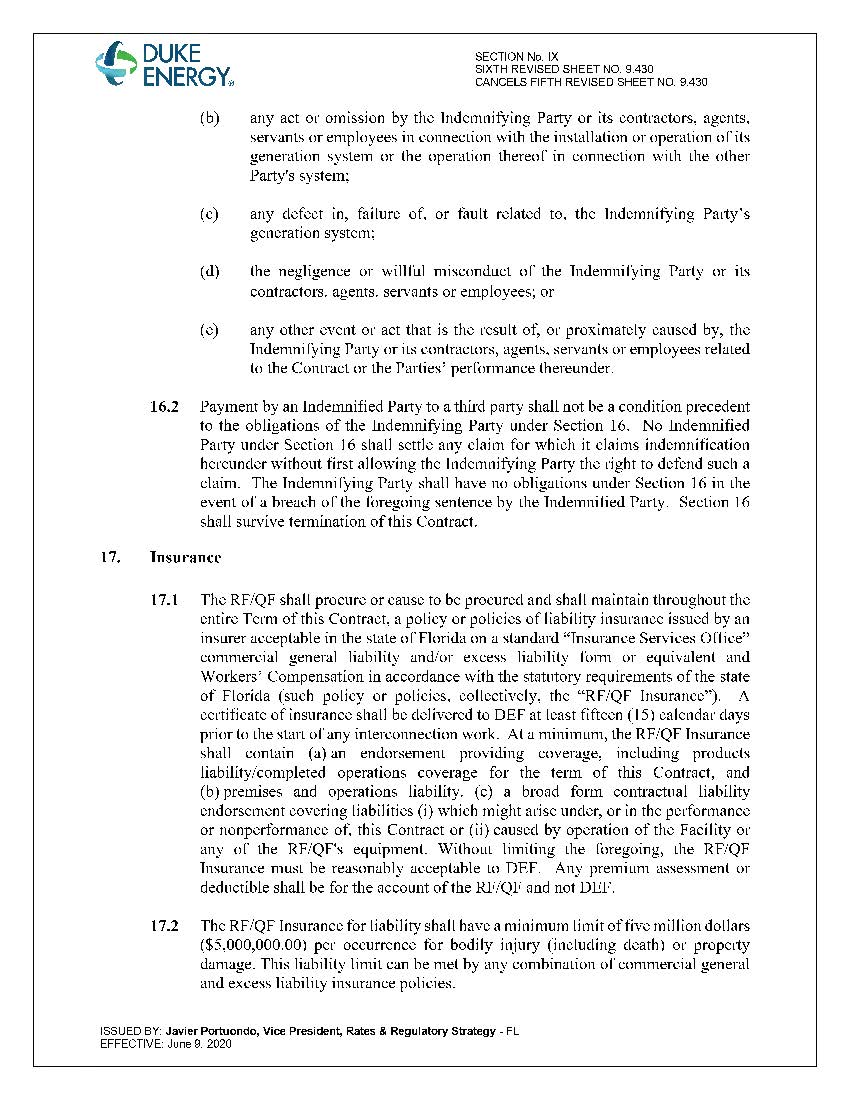 DUKE
ENERGY®
SECTION No. IX
SIXTH REVISED SHEET NO. 9.430
CANCELS FIFTH REVISED SHEET NO. 9.430
(b) any act or omission by the Indemnifying Party or its contractors, agents,
servants or employees in connection with the installation or operation of its
generation system or the operation thereof in connection with the other
Party's system;
(c) any defect in, failure of, or fault related to, the Indemnifying Party’s
generation system;
(d) the negligence or willful misconduct of the Indemnifying Party or its
contractors, agents, servants or employees; or
(e) any other event or act that is the result of, or proximately caused by, the
Indemnifying Party or its contractors, agents, servants or employees related
to the Contract or the Parties’ performance thereunder.
16.2 Payment by an Indemnified Party to a third party shall not be a condition precedent
to the obligations of the Indemnifying Party under Section 16. No Indemnified
Party under Section 16 shall settle any claim for which it claims indemnification
hereunder without first allowing the Indemnifying Party the right to defend such a
claim. The Indemnifying Party shall have no obligations under Section 16 in the
event of a breach of the foregoing sentence by the Indemnified Party. Section 16
shall survive termination of this Contract.
17. Insurance
17.1 The RF/QF shall procure or cause to be procured and shall maintain throughout the
entire Term of this Contract, a policy or policies of liability insurance issued by an
insurer acceptable in the state of Florida on a standard “Insurance Services Office”
commercial general liability and/or excess liability form or equivalent and
Workers’ Compensation in accordance with the statutory requirements of the state
of Florida (such policy or policies, collectively, the “RF/QF Insurance”). A
certificate of insurance shall be delivered to DEF at least fifteen (15) calendar days
prior to the start of any interconnection work. At a minimum, the RF/QF Insurance
shall contain (a) an endorsement providing coverage, including products
liability/completed operations coverage for the term of this Contract, and
(b) premises and operations liability, (c) a broad form contractual liability
endorsement covering liabilities (i) which might arise under, or in the performance
or nonperformance of, this Contract or (ii) caused by operation of the Facility or
any of the RF/QF's equipment. Without limiting the foregoing, the RF/QF
Insurance must be reasonably acceptable to DEF. Any premium assessment or
deductible shall be for the account of the RF/QF and not DEF.
17.2 The RF/QF Insurance for liability shall have a minimum limit of five million dollars
($5,000,000.00) per occurrence for bodily injury (including death) or property
damage. This liability limit can be met by any combination of commercial general
and excess liability insurance policies.
ISSUED BY: Javier Portuondo, Vice President, Rates & Regulatory Strategy - FL
EFFECTIVE: June 9, 2020